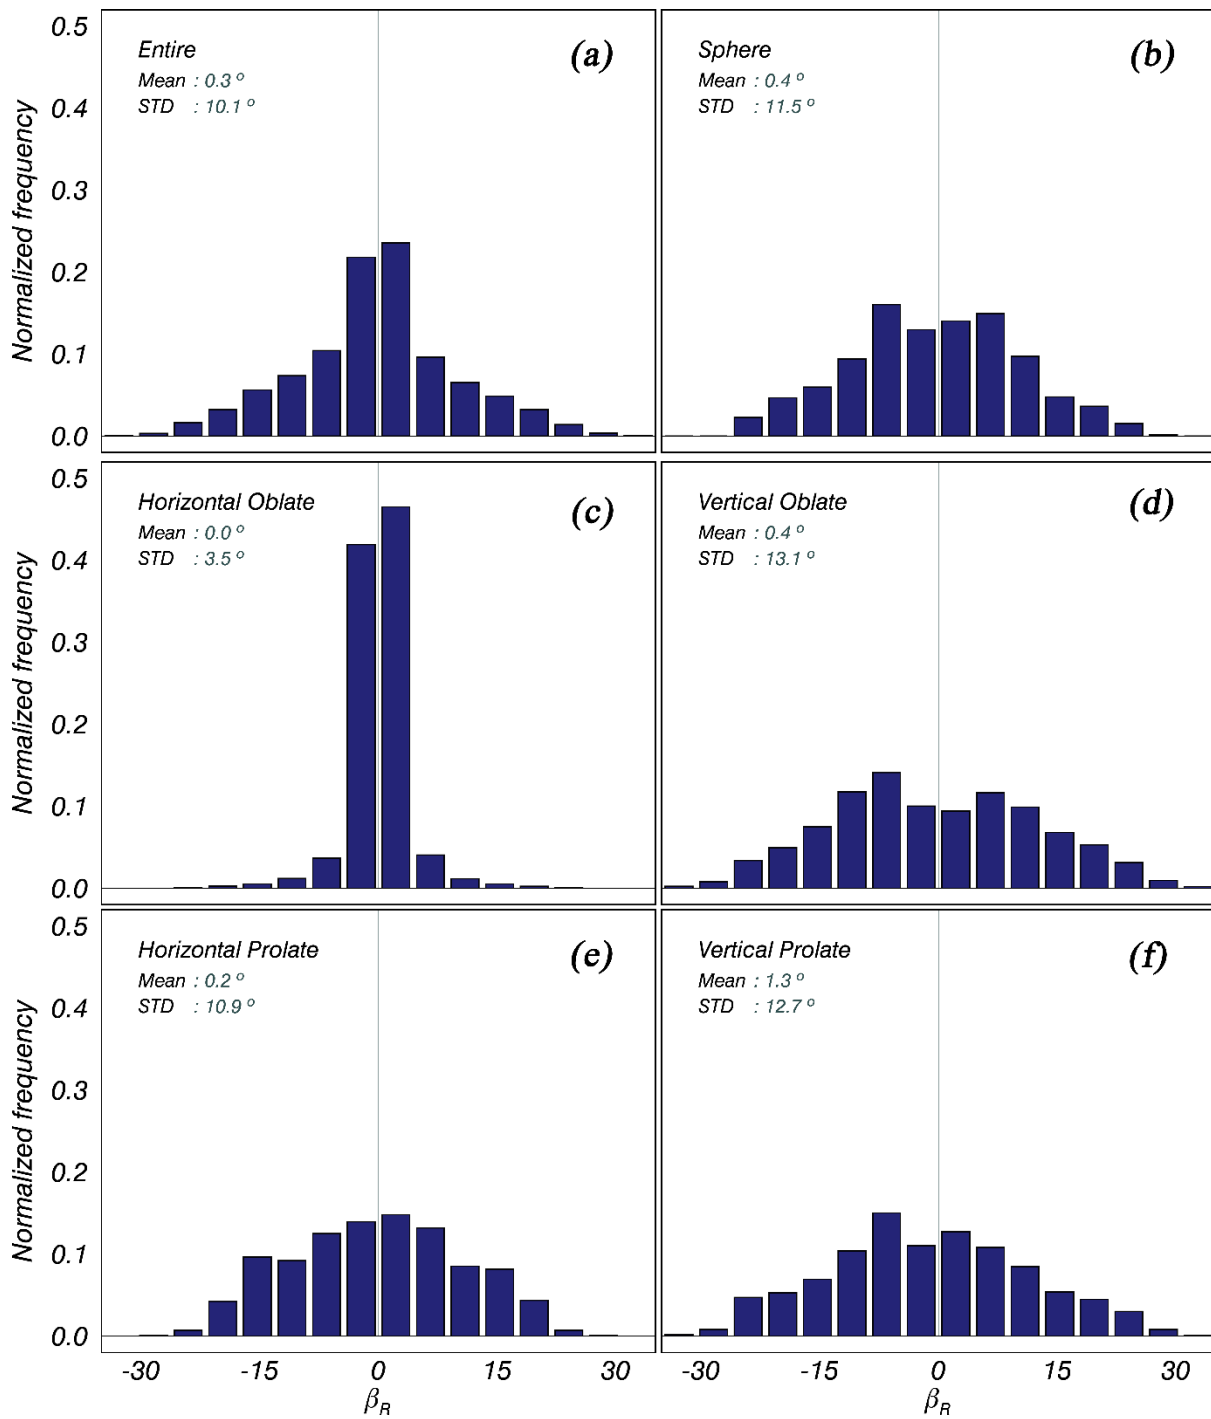 0.5
0.4
0.3
0.2
0.1
0.0
Normalized frequency
Entire
Mean : 0.3 º
STD : 10.1 º
(a)
Sphere
Mean : 0.4 º
STD : 11.5 º
(b)
0.5
0.4
0.3
0.2
0.1
0.0
Normalized frequency
Horizontal Oblate
Mean : 0.0 º
STD : 3.5 º
(c)
Vertical Oblate
Mean : 0.4 º
STD : 13.1 º
(d)
0.5
0.4
0.3
0.2
0.1
0.0
Normalized frequency
Horizontal Prolate
Mean : 0.2 º
STD : 10.9 º
(e)
Vertical Prolate
Mean : 1.3 º
STD : 12.7 º
(f)
-30 -15 0 15 30
-30 -15 0 15 30
βR
βR